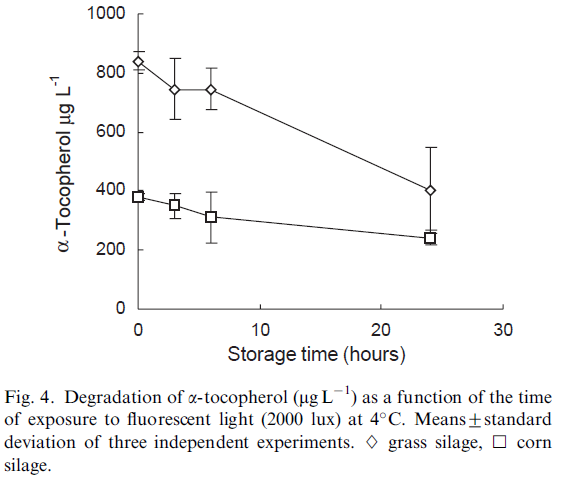 1000
800
600
400
200
0
α-Tocopherol µg L⁻¹
0 10 20 30
Storage time (hours)
Fig. 4. Degradation of α-tocopherol (µg L⁻¹) as a function of the time
of exposure to fluorescent light (2000 lux) at 4°C. Means±standard
deviation of three independent experiments. ◇ grass silage, □ corn
silage.